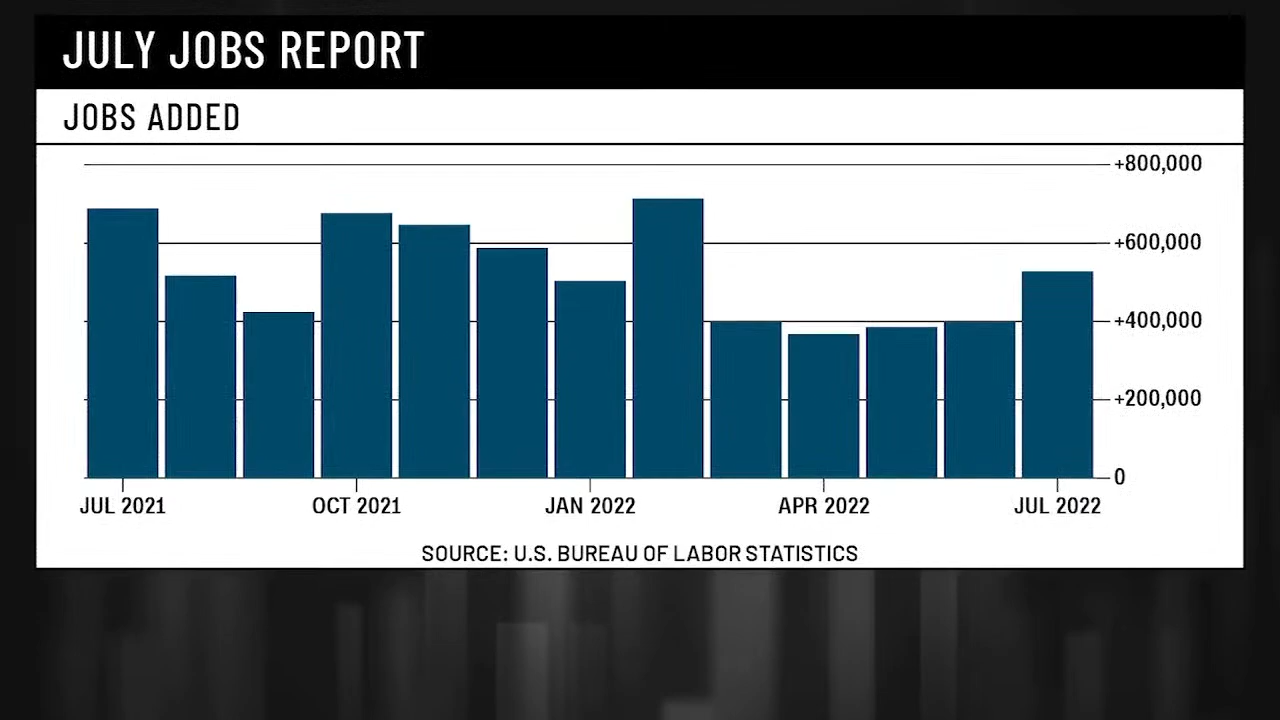 JULY JOBS REPORT
JOBS ADDED
+800,000
+600,000
+400,000
+200,000
0
JUL 2021 OCT 2021 JAN 2022 APR 2022 JUL 2022
SOURCE: U.S. BUREAU OF LABOR STATISTICS